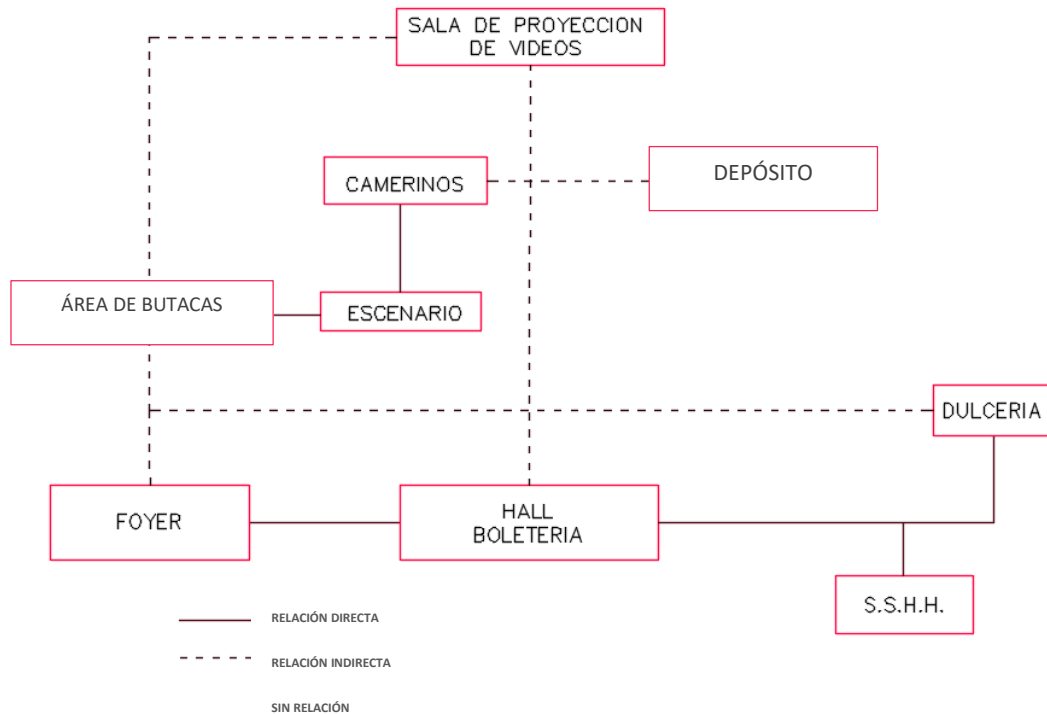 SALA DE PROYECCION
DE VIDEOS
CAMERINOS
DEPÓSITO
ÁREA DE BUTACAS
ESCENARIO
DULCERIA
FOYER
HALL
BOLETERIA
S.S.H.H.
RELACIÓN DIRECTA
RELACIÓN INDIRECTA
SIN RELACIÓN